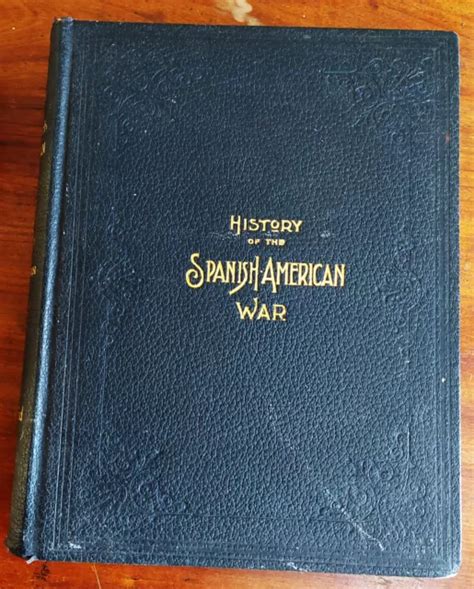 HISTORY
OF THE
SPANISH-AMERICAN
WAR